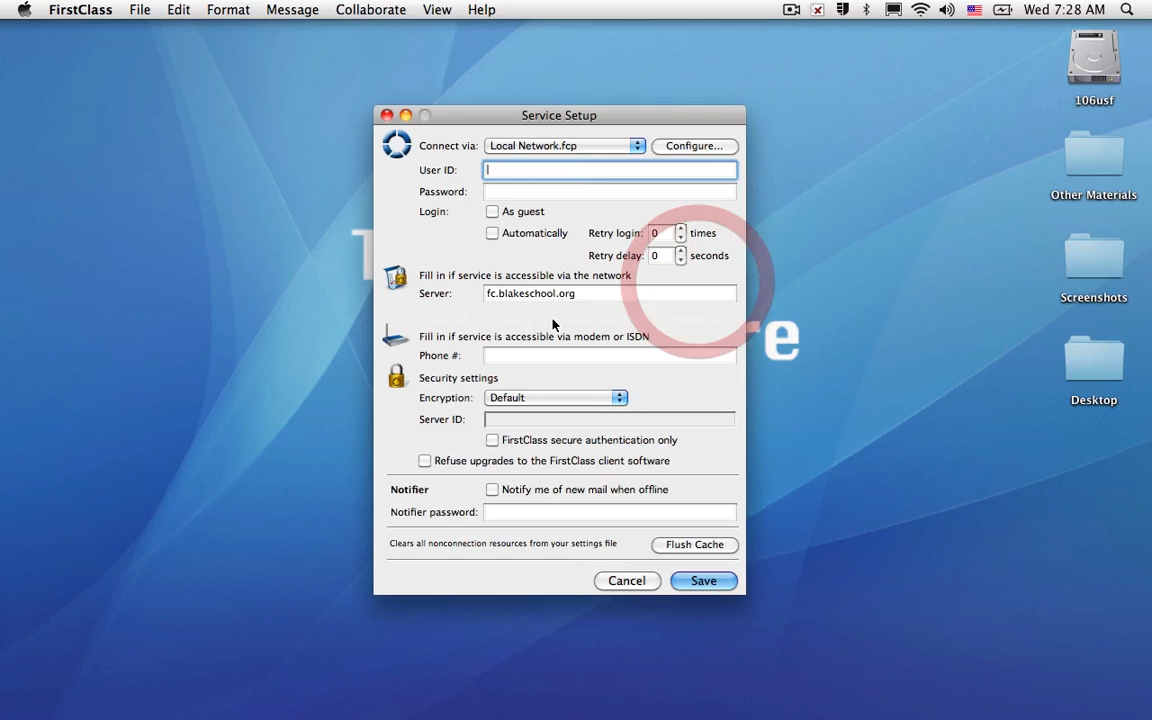 FirstClass File Edit Format Message Collaborate View Help Wed 7:28 AM
106usf
Other Materials
Screenshots
Desktop
Service Setup
Connect via: Local Network.fcp Configure...
User ID:
Password:
Login: As guest
Automatically Retry login: 0 times
Retry delay: 0 seconds
Fill in if service is accessible via the network
Server: fc.blakeschool.org
Fill in if service is accessible via modem or ISDN
Phone #:
Security settings
Encryption: Default
Server ID:
FirstClass secure authentication only
Refuse upgrades to the FirstClass client software
Notifier Notify me of new mail when offline
Notifier password:
Clears all nonconnection resources from your settings file Flush Cache
Cancel Save